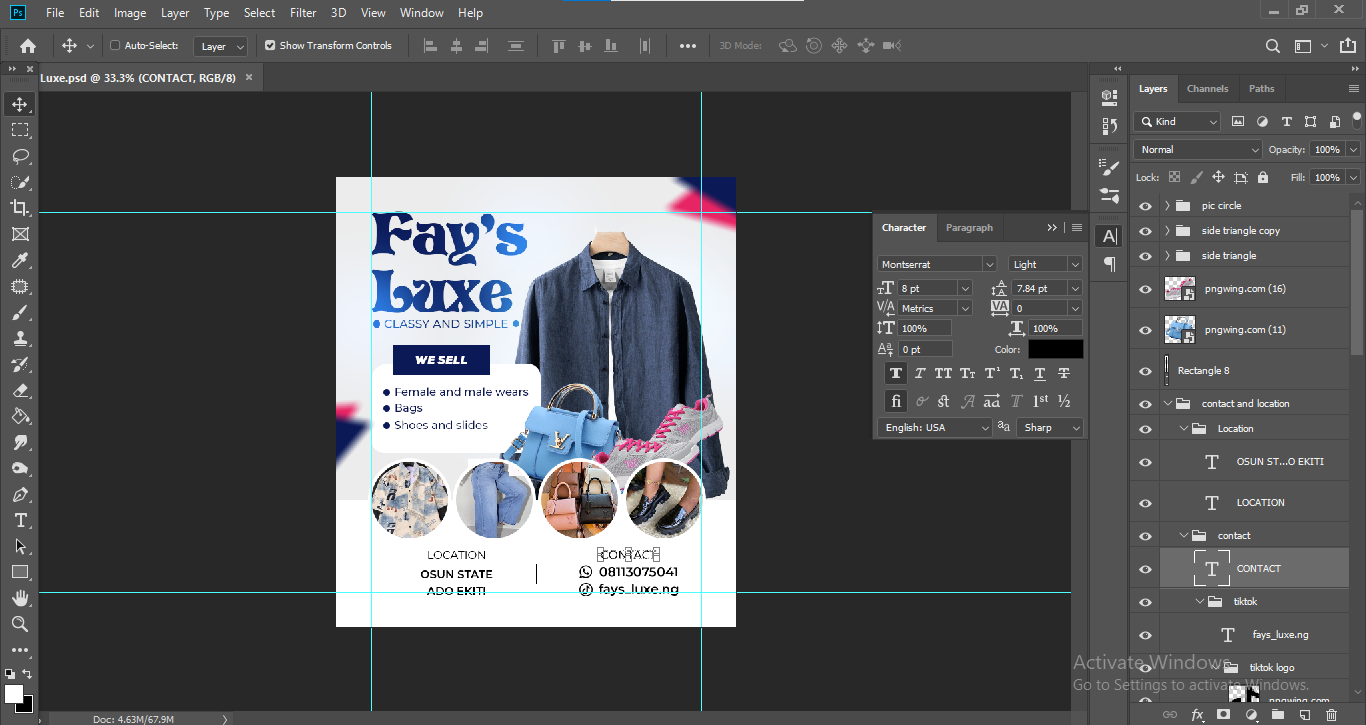 Ps File Edit Image Layer Type Select Filter 3D View Window Help
Auto-Select: Layer Show Transform Controls 3D Mode:
Luxe.psd @ 33.3% (CONTACT, RGB/8)
Fay's
Luxe
CLASSY AND SIMPLE
WE SELL
Female and male wears
Bags
Shoes and slides
LOCATION
OSUN STATE
ADO EKITI
CONTACT
08113075041
fays_luxe.ng
Character Paragraph
Montserrat Light
8 pt 7.84 pt
Metrics 0
100% 100%
0 pt Color:
English: USA Sharp
Layers Channels Paths
Kind
Normal Opacity: 100%
Lock: Fill: 100%
pic circle
side triangle copy
side triangle
pngwing.com (16)
pngwing.com (11)
Rectangle 8
contact and location
Location
OSUN ST...O EKITI
LOCATION
contact
CONTACT
tiktok
fays_luxe.ng
tiktok logo
pngwing.com
Activate Windows
Go to Settings to activate Windows.
Doc: 4.63M/67.9M